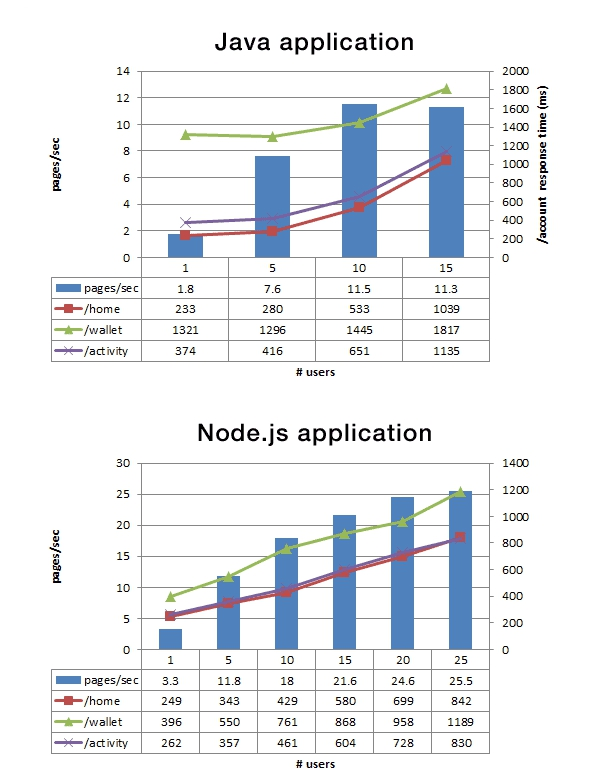 Java application
14 2000
12 1800
10 1600
8 1400
6 1200
4 1000
2 800
0 600
400
200
0
pages/sec
/account response time (ms)
1 5 10 15
pages/sec 1.8 7.6 11.5 11.3
/home 233 280 533 1039
/wallet 1321 1296 1445 1817
/activity 374 416 651 1135
# users
Node.js application
30 1400
25 1200
20 1000
15 800
10 600
5 400
0 200
0
pages/sec
1 5 10 15 20 25
pages/sec 3.3 11.8 18 21.6 24.6 25.5
/home 249 343 429 580 699 842
/wallet 396 550 761 868 958 1189
/activity 262 357 461 604 728 830
# users